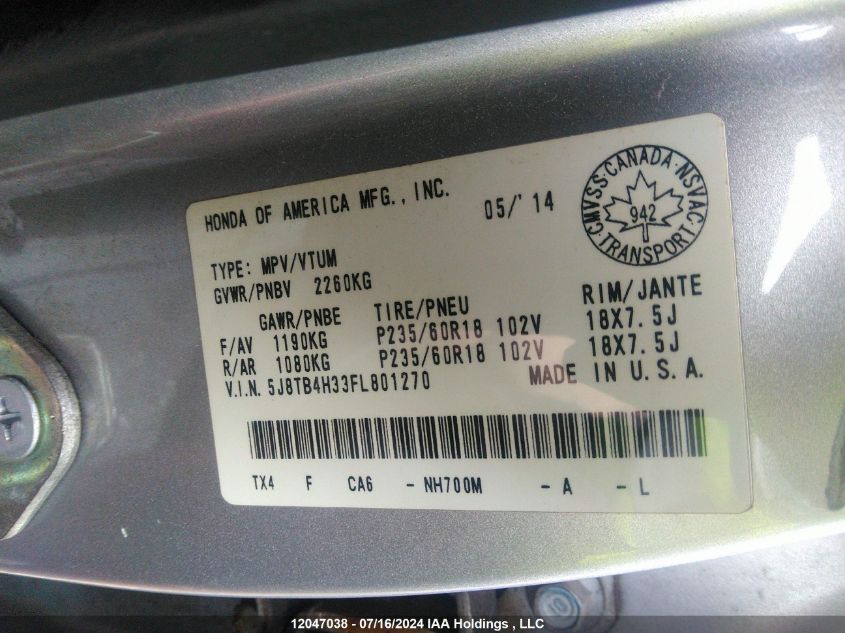 HONDA OF AMERICA MFG., INC. 05/'14
CMVSS · CANADA · NSVAC · TRANSPORT ·
942
TYPE: MPV/VTUM
GVWR/PNBV 2260KG
GAWR/PNBE TIRE/PNEU RIM/JANTE
F/AV 1190KG P235/60R18 102V 18X7.5J
R/AR 1080KG P235/60R18 102V 18X7.5J
V.I.N. 5J8TB4H33FL801270 MADE IN U.S.A.
TX4 F CA6 - NH700M - A - L
12047038 - 07/16/2024 IAA Holdings , LLC